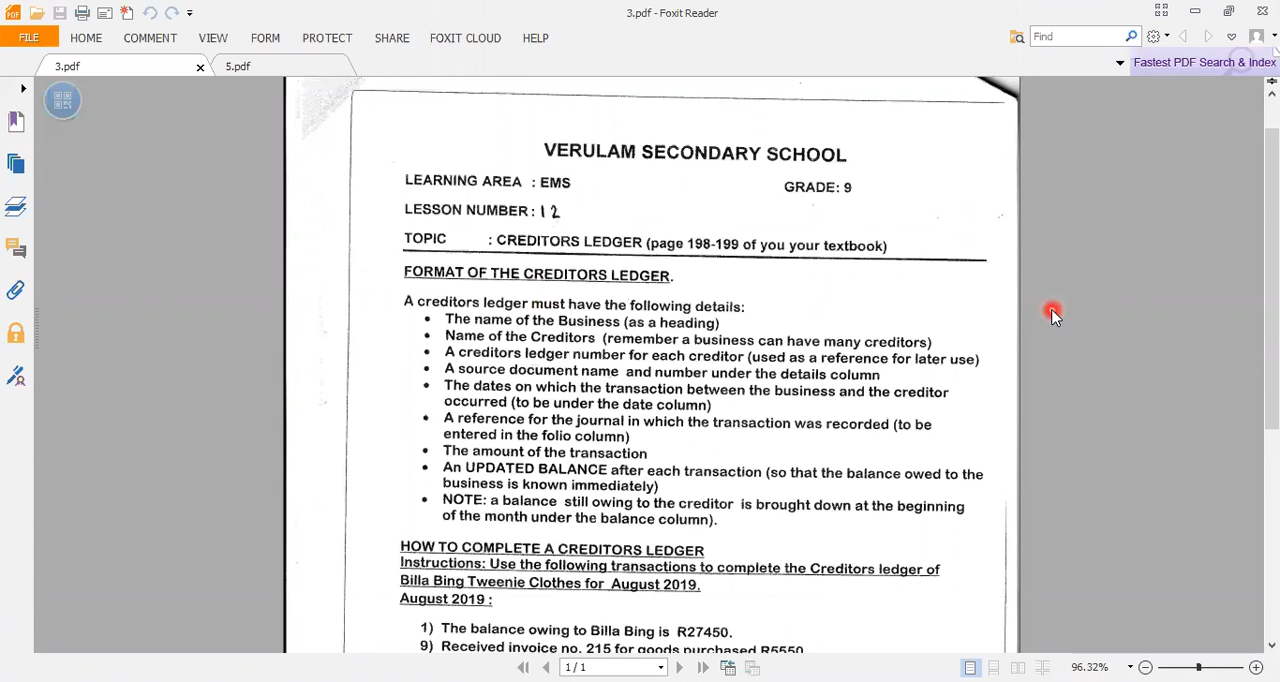 3.pdf - Foxit Reader
FILE HOME COMMENT VIEW FORM PROTECT SHARE FOXIT CLOUD HELP
Find
3.pdf
5.pdf
Fastest PDF Search & Index
VERULAM SECONDARY SCHOOL
LEARNING AREA : EMS
GRADE: 9
LESSON NUMBER : 12
TOPIC : CREDITORS LEDGER (page 198-199 of you your textbook)
FORMAT OF THE CREDITORS LEDGER.
A creditors ledger must have the following details:
• The name of the Business (as a heading)
• Name of the Creditors (remember a business can have many creditors)
• A creditors ledger number for each creditor (used as a reference for later use)
• A source document name and number under the details column
• The dates on which the transaction between the business and the creditor
occurred (to be under the date column)
• A reference for the journal in which the transaction was recorded (to be
entered in the folio column)
• The amount of the transaction
• An UPDATED BALANCE after each transaction (so that the balance owed to the
business is known immediately)
• NOTE: a balance still owing to the creditor is brought down at the beginning
of the month under the balance column).
HOW TO COMPLETE A CREDITORS LEDGER
Instructions: Use the following transactions to complete the Creditors ledger of
Billa Bing Tweenie Clothes for August 2019.
August 2019 :
1) The balance owing to Billa Bing is R27450.
9) Received invoice no. 215 for goods purchased R5550
1 / 1
96.32%